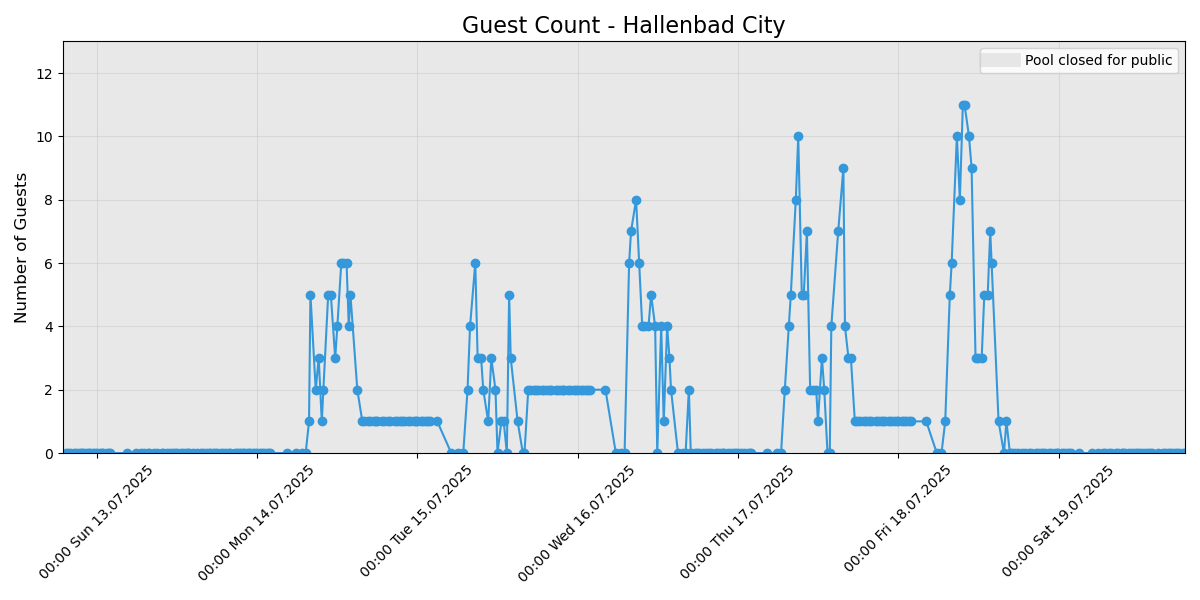 Guest Count - Hallenbad City
Pool closed for public
Number of Guests
12
10
8
6
4
2
0
00:00 Sun 13.07.2025
00:00 Mon 14.07.2025
00:00 Tue 15.07.2025
00:00 Wed 16.07.2025
00:00 Thu 17.07.2025
00:00 Fri 18.07.2025
00:00 Sat 19.07.2025